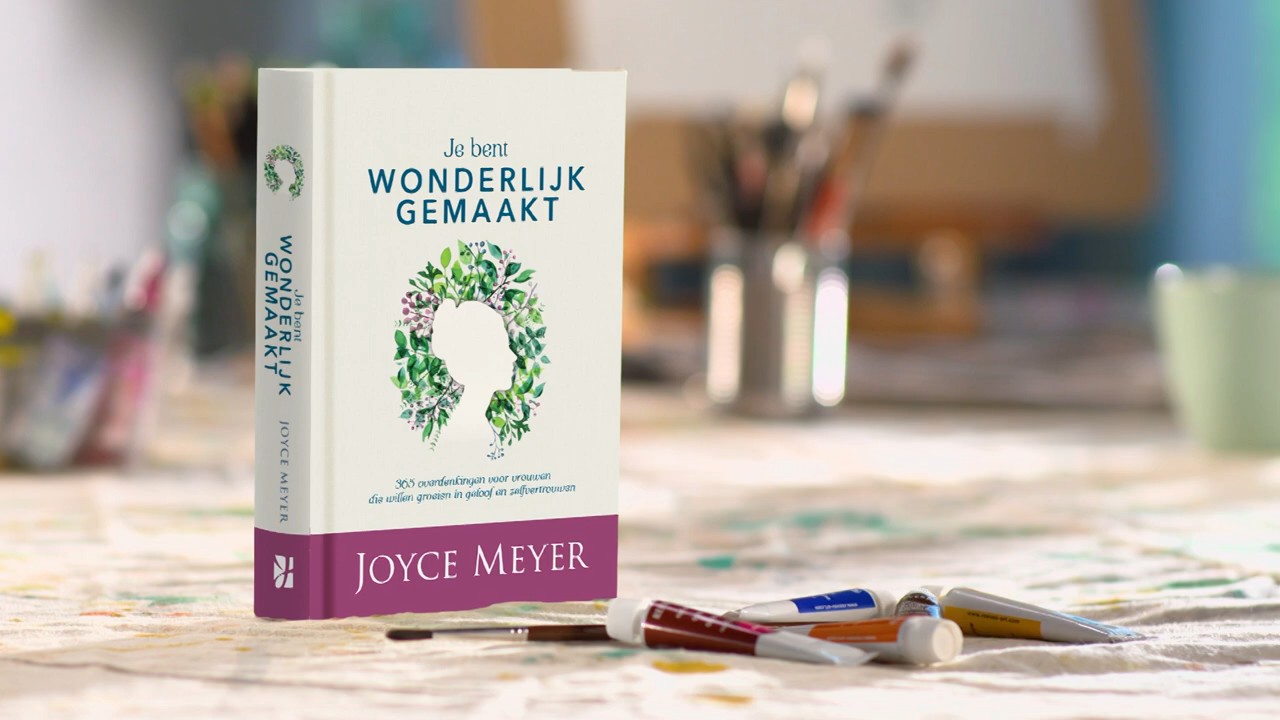 Je bent
WONDERLIJK
GEMAAKT
365 overdenkingen voor vrouwen
die willen groeien in geloof en zelfvertrouwen
JOYCE MEYER
Je bent
WONDERLIJK
GEMAAKT
JOYCE MEYER